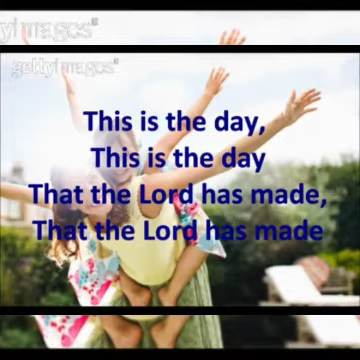 gettyimages®
This is the day,
This is the day
That the Lord has made,
That the Lord has made